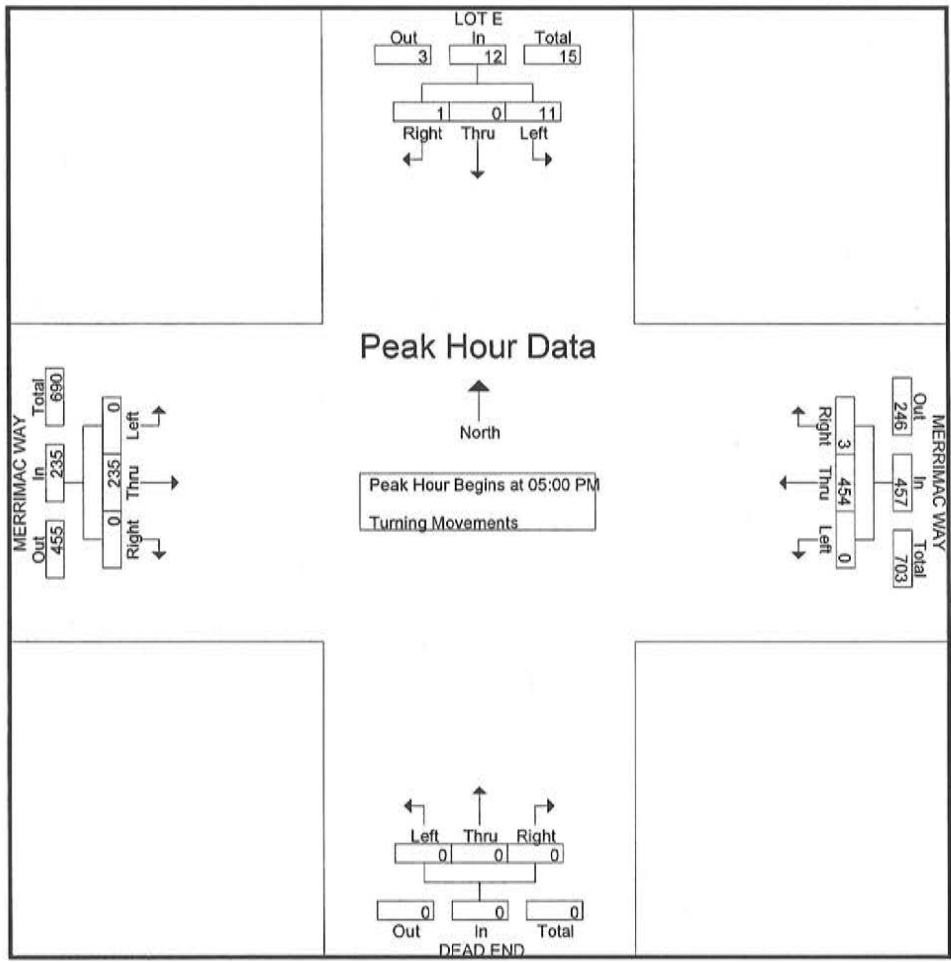 LOT E
Out In Total
3 12 15
1 0 11
Right Thru Left
Peak Hour Data
North
Peak Hour Begins at 05:00 PM
Turning Movements
MERRIMAC WAY
Total In Out
690 235 455
0 235 0
Left Thru Right
MERRIMAC WAY
Out In Total
246 457 703
3 454 0
Right Thru Left
Left Thru Right
0 0 0
0 0 0
Out In Total
DEAD END